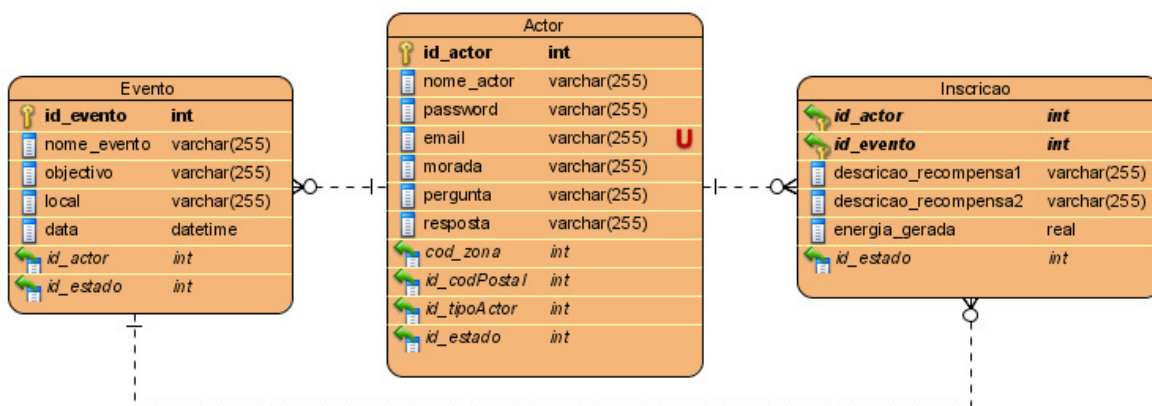 Evento
id_evento int
nome_evento varchar(255)
objectivo varchar(255)
local varchar(255)
data datetime
id_actor int
id_estado int
Actor
id_actor int
nome_actor varchar(255)
password varchar(255)
email varchar(255) U
morada varchar(255)
pergunta varchar(255)
resposta varchar(255)
cod_zona int
id_codPostal int
id_tipoActor int
id_estado int
Inscricao
id_actor int
id_evento int
descricao_recompensa1 varchar(255)
descricao_recompensa2 varchar(255)
energia_gerada real
id_estado int